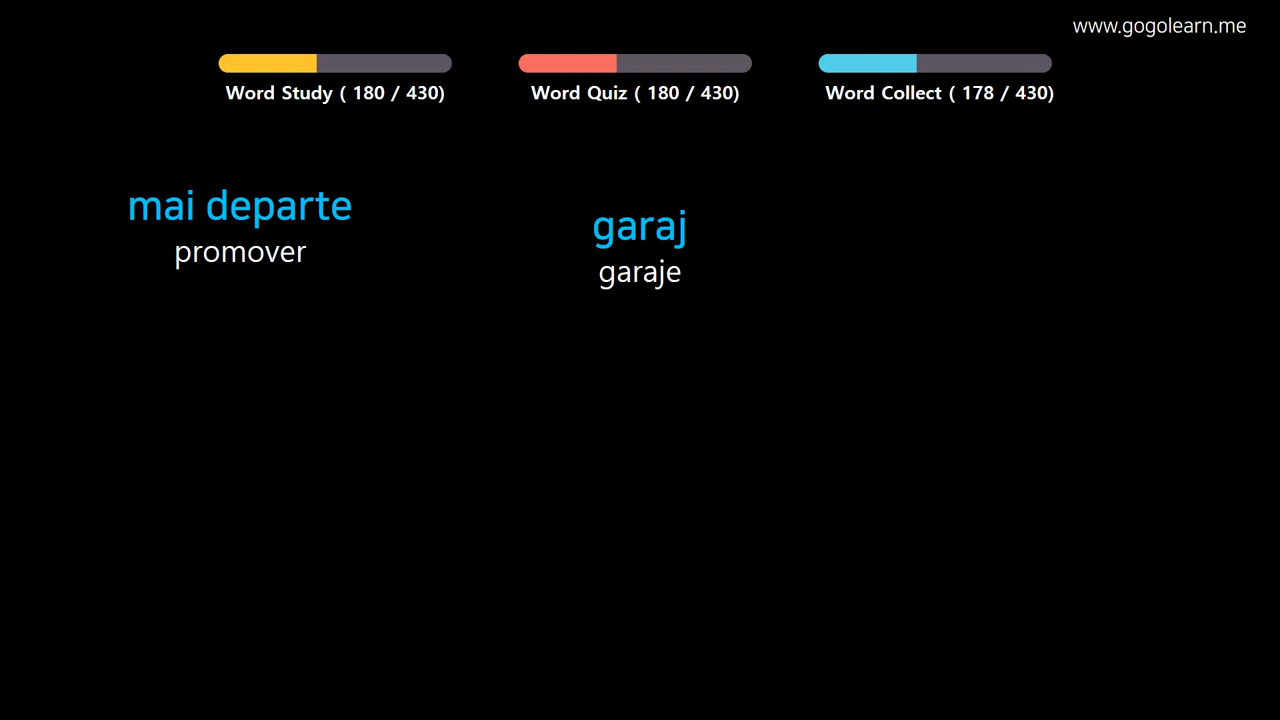 www.gogolearn.me
Word Study ( 180 / 430)
Word Quiz ( 180 / 430)
Word Collect ( 178 / 430)
mai departe
promover
garaj
garaje